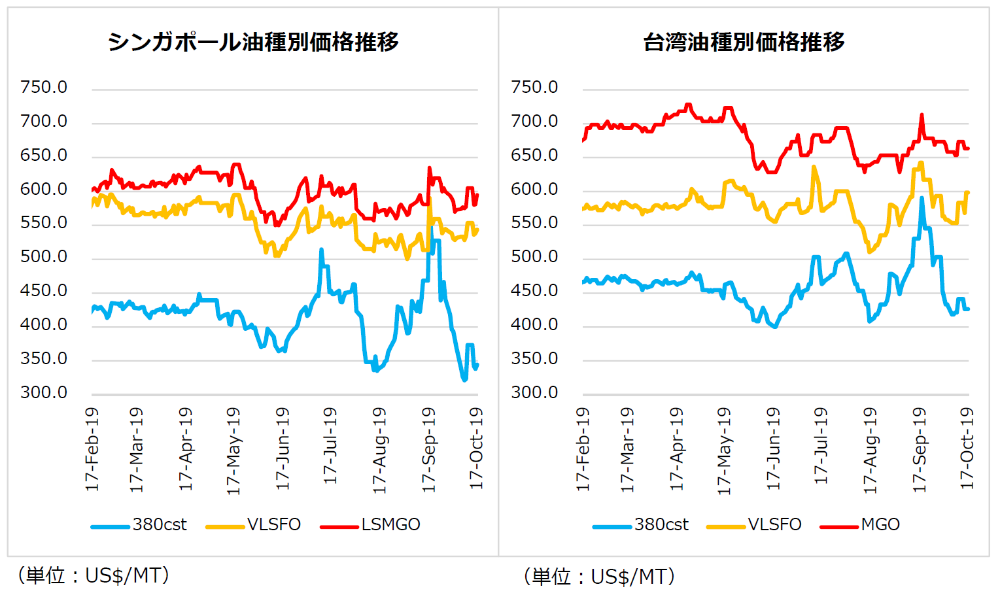 シンガポール油種別価格推移
750.0
700.0
650.0
600.0
550.0
500.0
450.0
400.0
350.0
300.0
17-Feb-19
17-Mar-19
17-Apr-19
17-May-19
17-Jun-19
17-Jul-19
17-Aug-19
17-Sep-19
17-Oct-19
380cst VLSFO LSMGO
（単位：US$/MT）
台湾油種別価格推移
750.0
700.0
650.0
600.0
550.0
500.0
450.0
400.0
350.0
300.0
17-Feb-19
17-Mar-19
17-Apr-19
17-May-19
17-Jun-19
17-Jul-19
17-Aug-19
17-Sep-19
17-Oct-19
380cst VLSFO MGO
（単位：US$/MT）